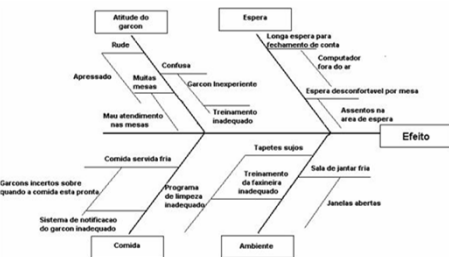 Atitude do
garcon
Espera
Rude
Longa espera para
fechamento de conta
Confusa
Computador
fora do ar
Apressado
Muitas
mesas
Garcon Inexperiente
Espera desconfortavel por mesa
Mau atendimento
nas mesas
Treinamento
inadequado
Assentos na
area de espera
Efeito
Comida servida fria
Tapetes sujos
Sala de jantar fria
Garcons incertos sobre
quando a comida esta pronta
Programa
de limpeza
inadequado
Treinamento
da faxineira
inadequado
Sistema de notificacao
do garcon inadequado
Janelas abertas
Comida
Ambiente